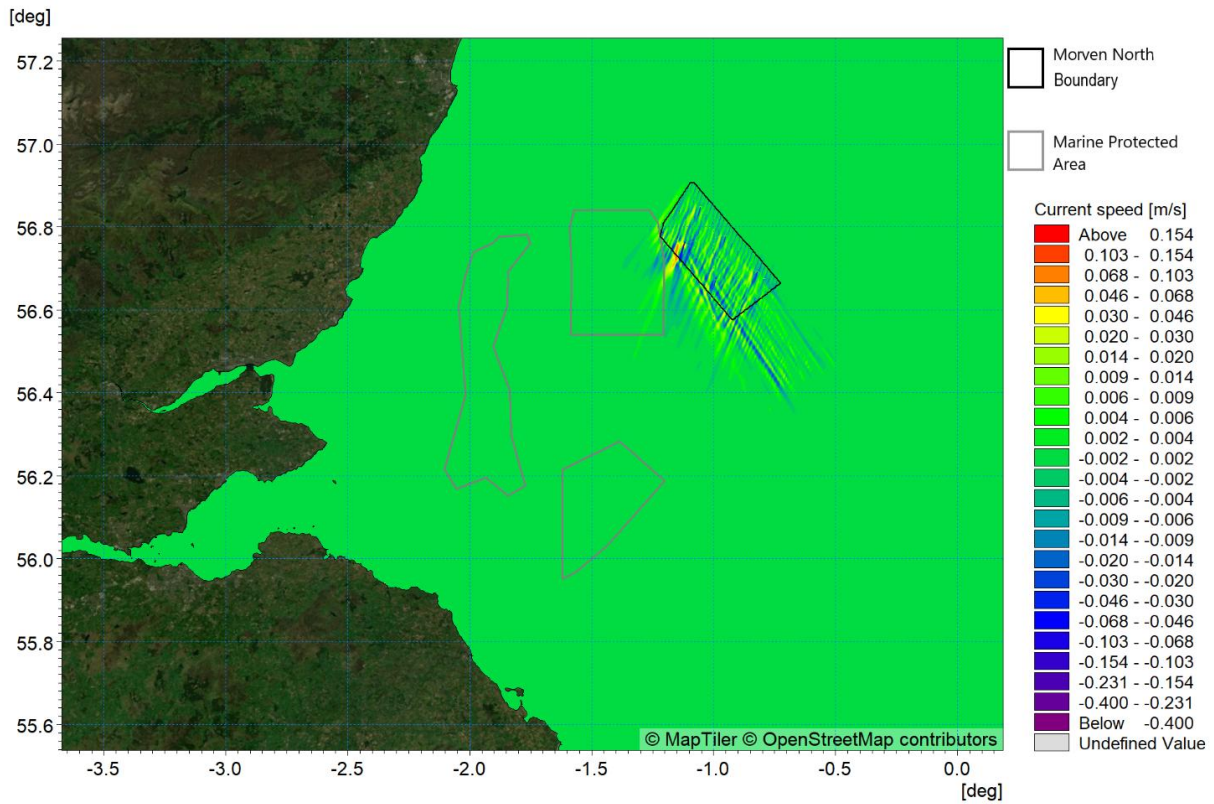 [deg]
57.2
57.0
56.8
56.6
56.4
56.2
56.0
55.8
55.6
-3.5 -3.0 -2.5 -2.0 -1.5 -1.0 -0.5 0.0
[deg]
© MapTiler © OpenStreetMap contributors
Morven North
Boundary
Marine Protected
Area
Current speed [m/s]
Above 0.154
0.103 - 0.154
0.068 - 0.103
0.046 - 0.068
0.030 - 0.046
0.020 - 0.030
0.014 - 0.020
0.009 - 0.014
0.006 - 0.009
0.004 - 0.006
0.002 - 0.004
-0.002 - 0.002
-0.004 - -0.002
-0.006 - -0.004
-0.009 - -0.006
-0.014 - -0.009
-0.020 - -0.014
-0.030 - -0.020
-0.046 - -0.030
-0.068 - -0.046
-0.103 - -0.068
-0.154 - -0.103
-0.231 - -0.154
-0.400 - -0.231
Below -0.400
Undefined Value